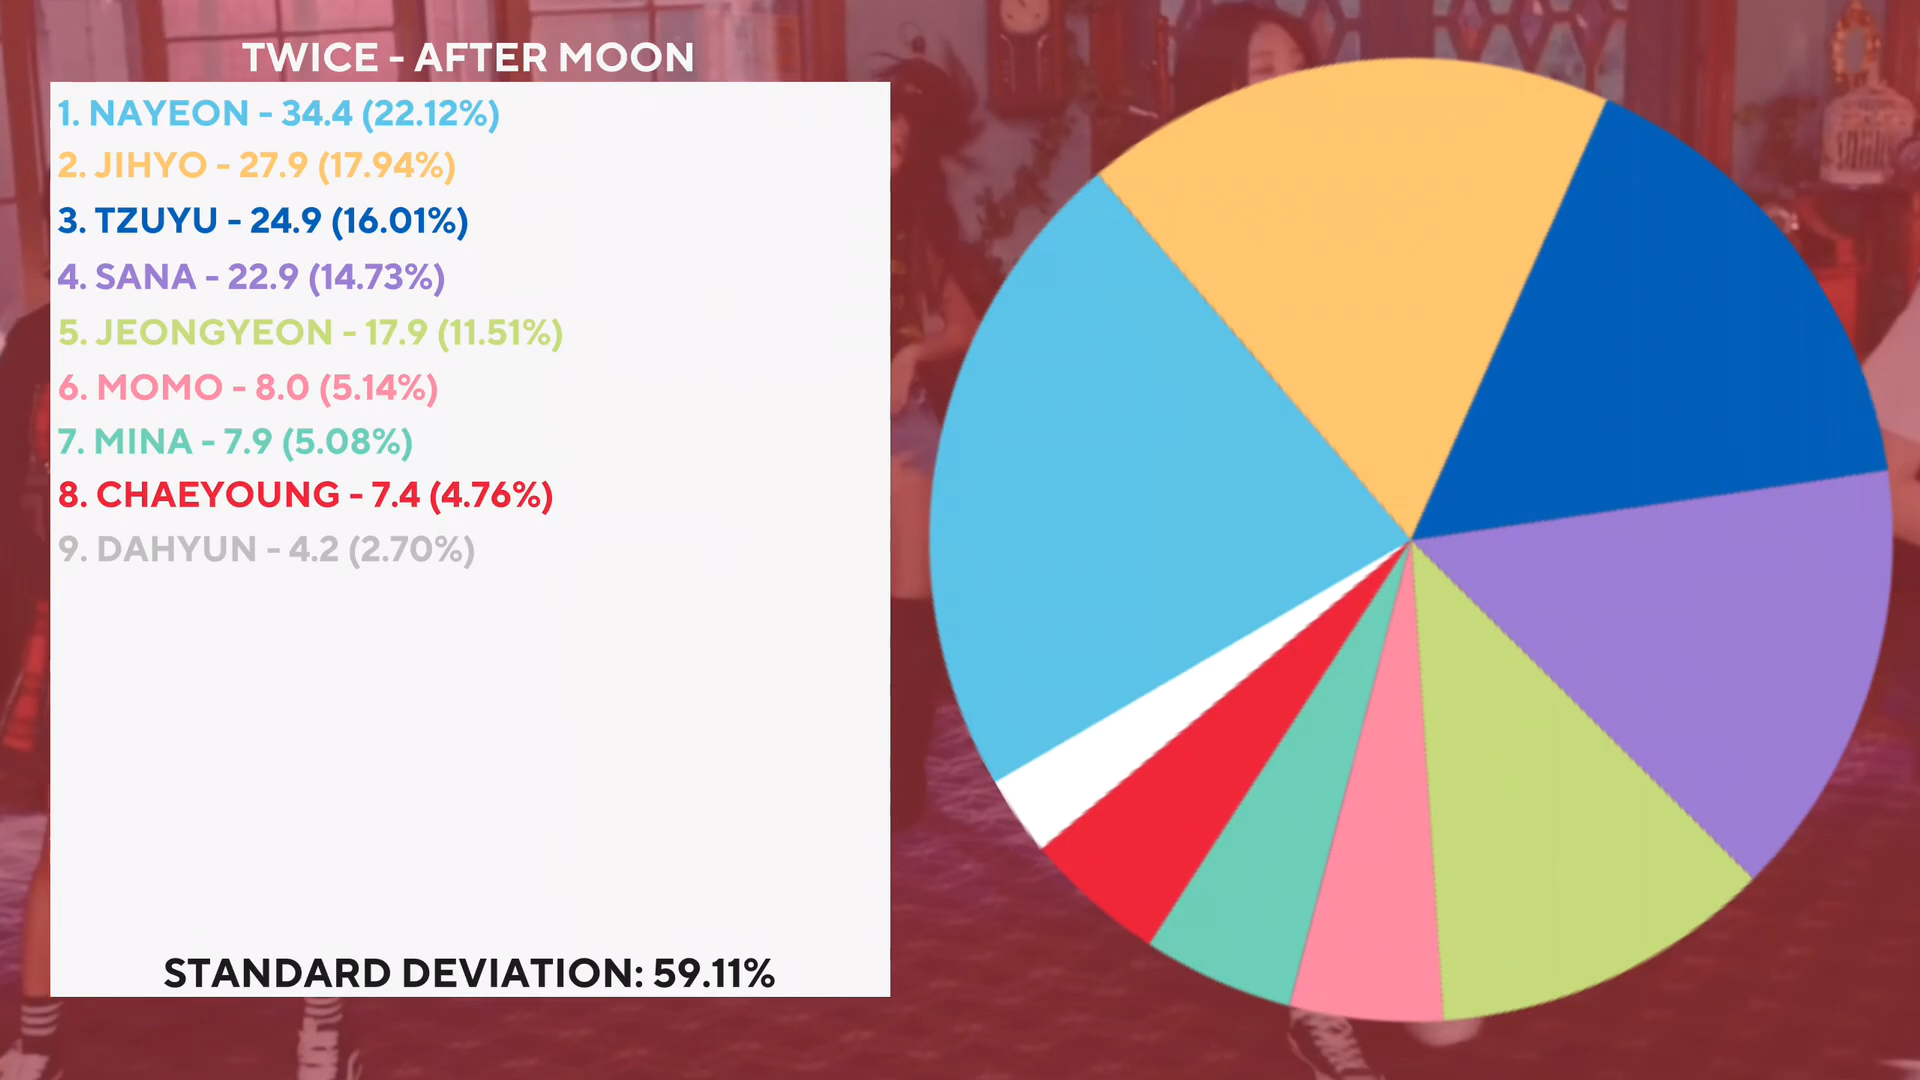 TWICE - AFTER MOON
1. NAYEON - 34.4 (22.12%)
2. JIHYO - 27.9 (17.94%)
3. TZUYU - 24.9 (16.01%)
4. SANA - 22.9 (14.73%)
5. JEONGYEON - 17.9 (11.51%)
6. MOMO - 8.0 (5.14%)
7. MINA - 7.9 (5.08%)
8. CHAEYOUNG - 7.4 (4.76%)
9. DAHYUN - 4.2 (2.70%)
STANDARD DEVIATION: 59.11%